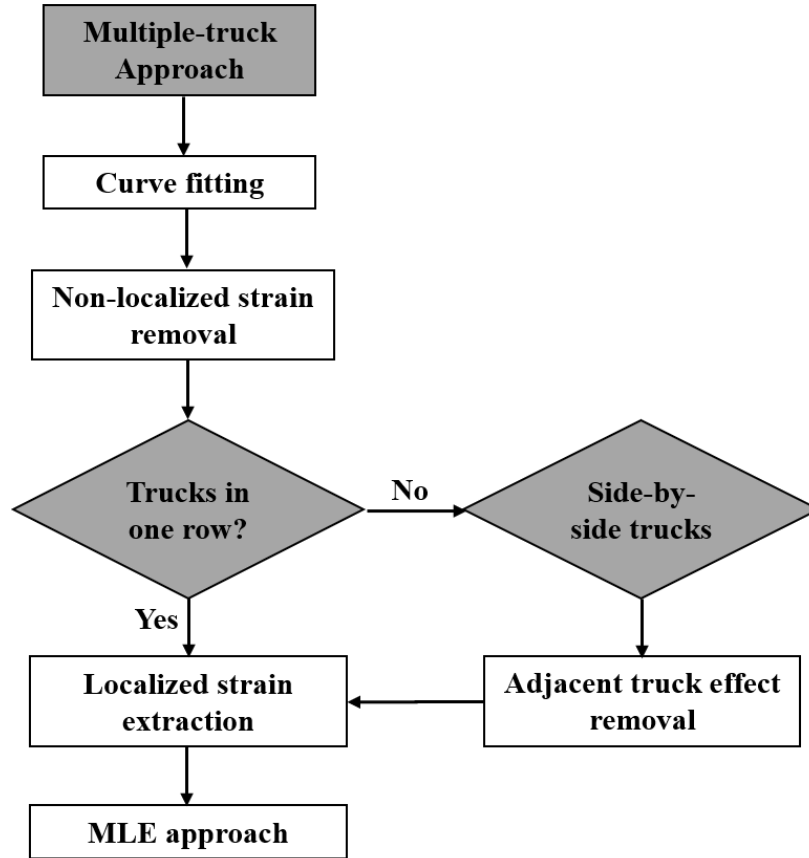 Multiple-truck
Approach
Curve fitting
Non-localized strain
removal
Trucks in
one row?
No
Side-by-
side trucks
Yes
Localized strain
extraction
Adjacent truck effect
removal
MLE approach